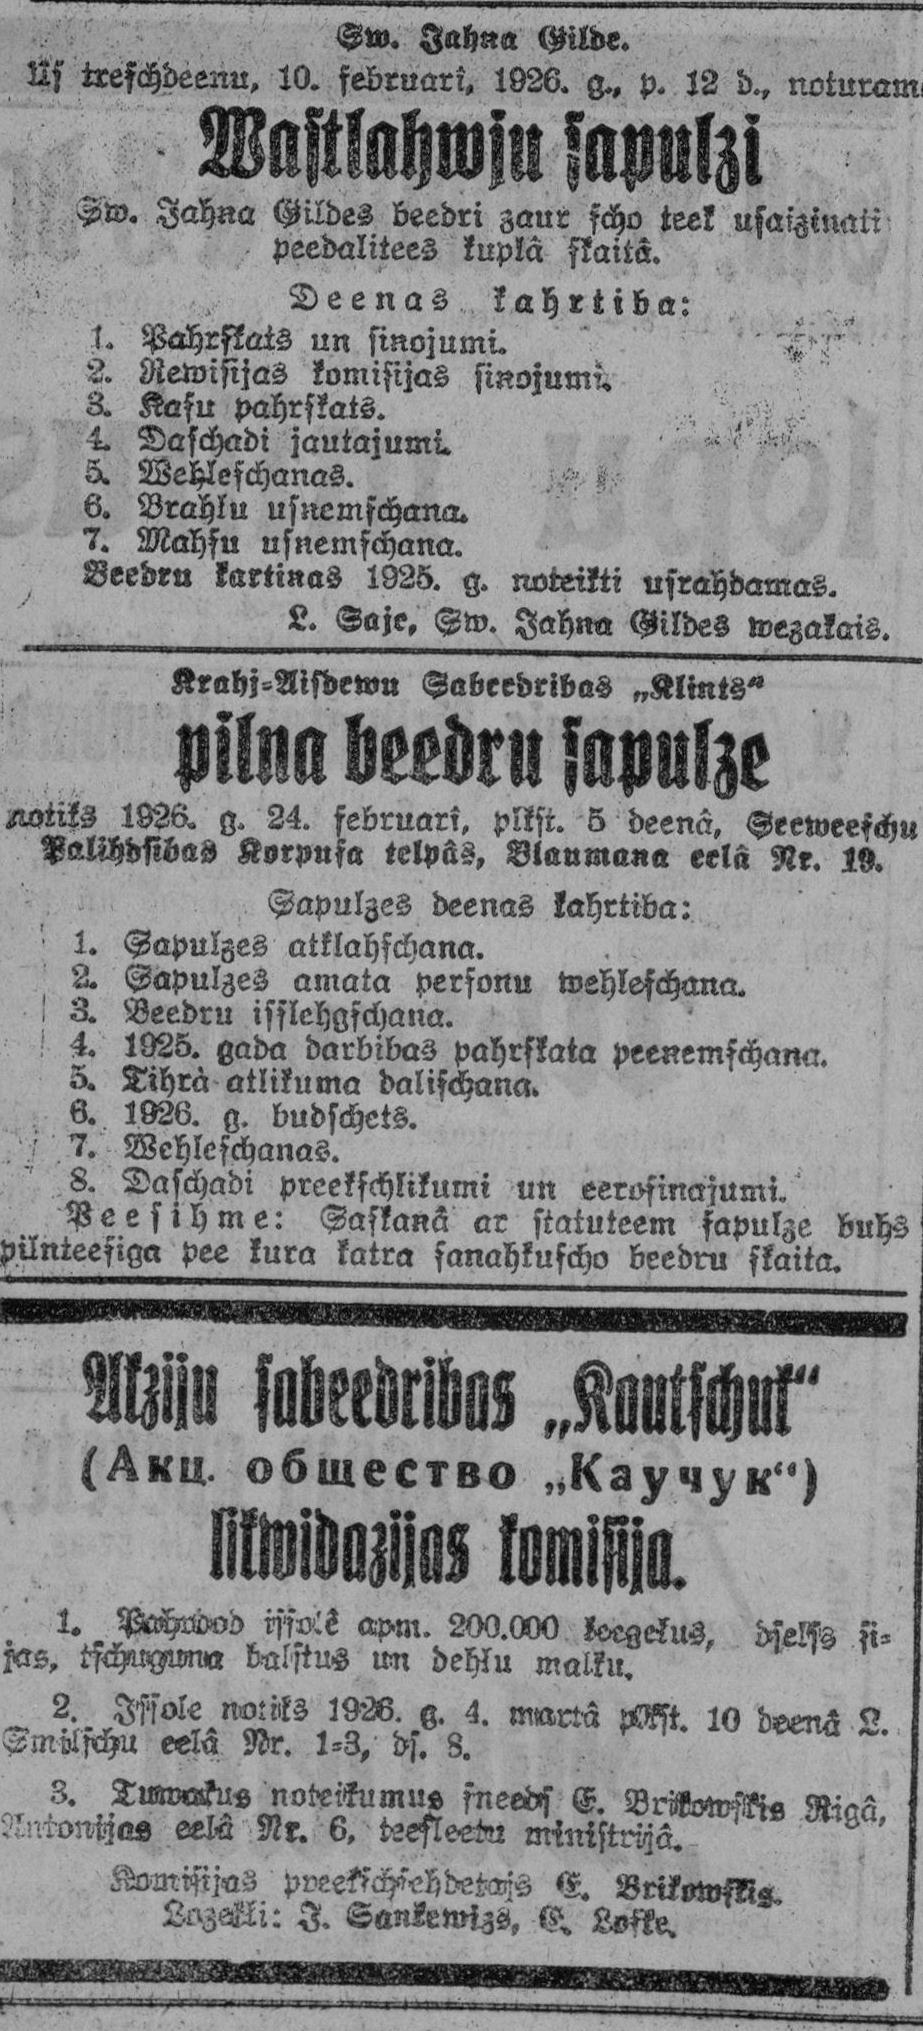 Sw. Jahna Gilde.
Us treschdeenu, 10. februarî, 1926. g., p. 12 d., noturam
Wastlahwju sapulzi
Sw. Jahna Gildes beedri zaur scho teek usaizinati
peedalitees kuplâ skaitâ.
Deenas kahrtiba:
1. Pahrskats un sinojumi.
2. Rewisijas komisijas sinojumi.
3. Kasu pahrskats.
4. Daschadi jautajumi.
5. Wehleschanas.
6. Brahlu usnemschana.
7. Mahsu usnemschana.
Beedru kartinas 1925. g. noteikti usrahdamas.
L. Saje, Sw. Jahna Gildes wezakais.
Krahj-Aisdewu Sabeedribas „Klints“
pilna beedru sapulze
notiks 1926. g. 24. februarî, plkst. 5 deenâ, Seeweeschu
Palihdsibas Korpusa telpâs, Blaumana eelâ Nr. 19.
Sapulzes deenas kahrtiba:
1. Sapulzes atklahschana.
2. Sapulzes amata personu wehleschana.
3. Beedru isslehgschana.
4. 1925. gada darbibas pahrskata peenemschana.
5. Tihrà atlikuma dalischana.
6. 1926. g. budschets.
7. Wehleschanas.
8. Daschadi preekschlikumi un eerosinajumi.
Peesihme: Saskanâ ar statuteem sapulze buhs
pilnteesiga pee kura katra sanahkuscho beedru skaita.
Akziju sabeedribas „Kautschuk“
(Акц. общество „Каучук“)
likwidazijas komisija.
1. Pahrdod issolê apm. 200.000 keegelus, dselss si-
jas, tschuguna balstus un dehlu malku.
2. Issole notiks 1926. g. 4. martâ plkst. 10 deenâ L.
Smilschu eelâ Nr. 1-3, ds. 8.
3. Tuwakus noteikumus sneeds E. Brikowskis Rigâ,
Antonijas eelâ Nr. 6, teesleetu ministrijâ.
Komisijas preekschsehdetajs E. Brikowskis.
Lozekli: J. Sankewizs, E. Loske.